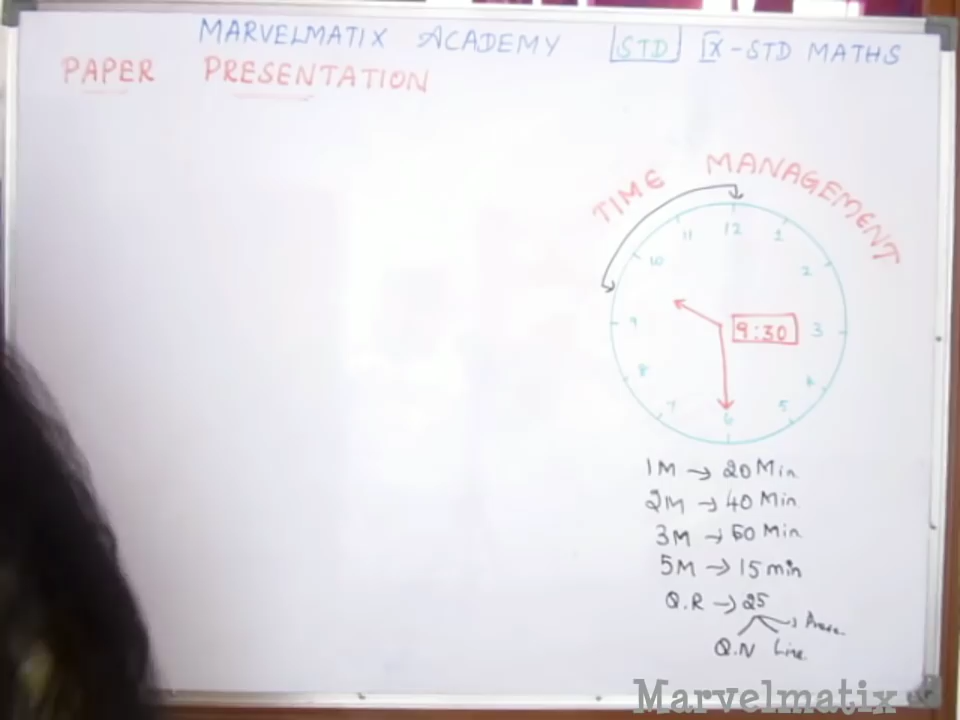 MARVELMATIX ACADEMY STD IX-STD MATHS
PAPER PRESENTATION
TIME MANAGEMENT
12
11
1
10
2
9
9:30
3
8
4
7
5
6
1M → 20 Min
2M → 40 Min
3M → 60 Min
5M → 15 min
Q.R → 25
Q.N Line
Marvelmatix